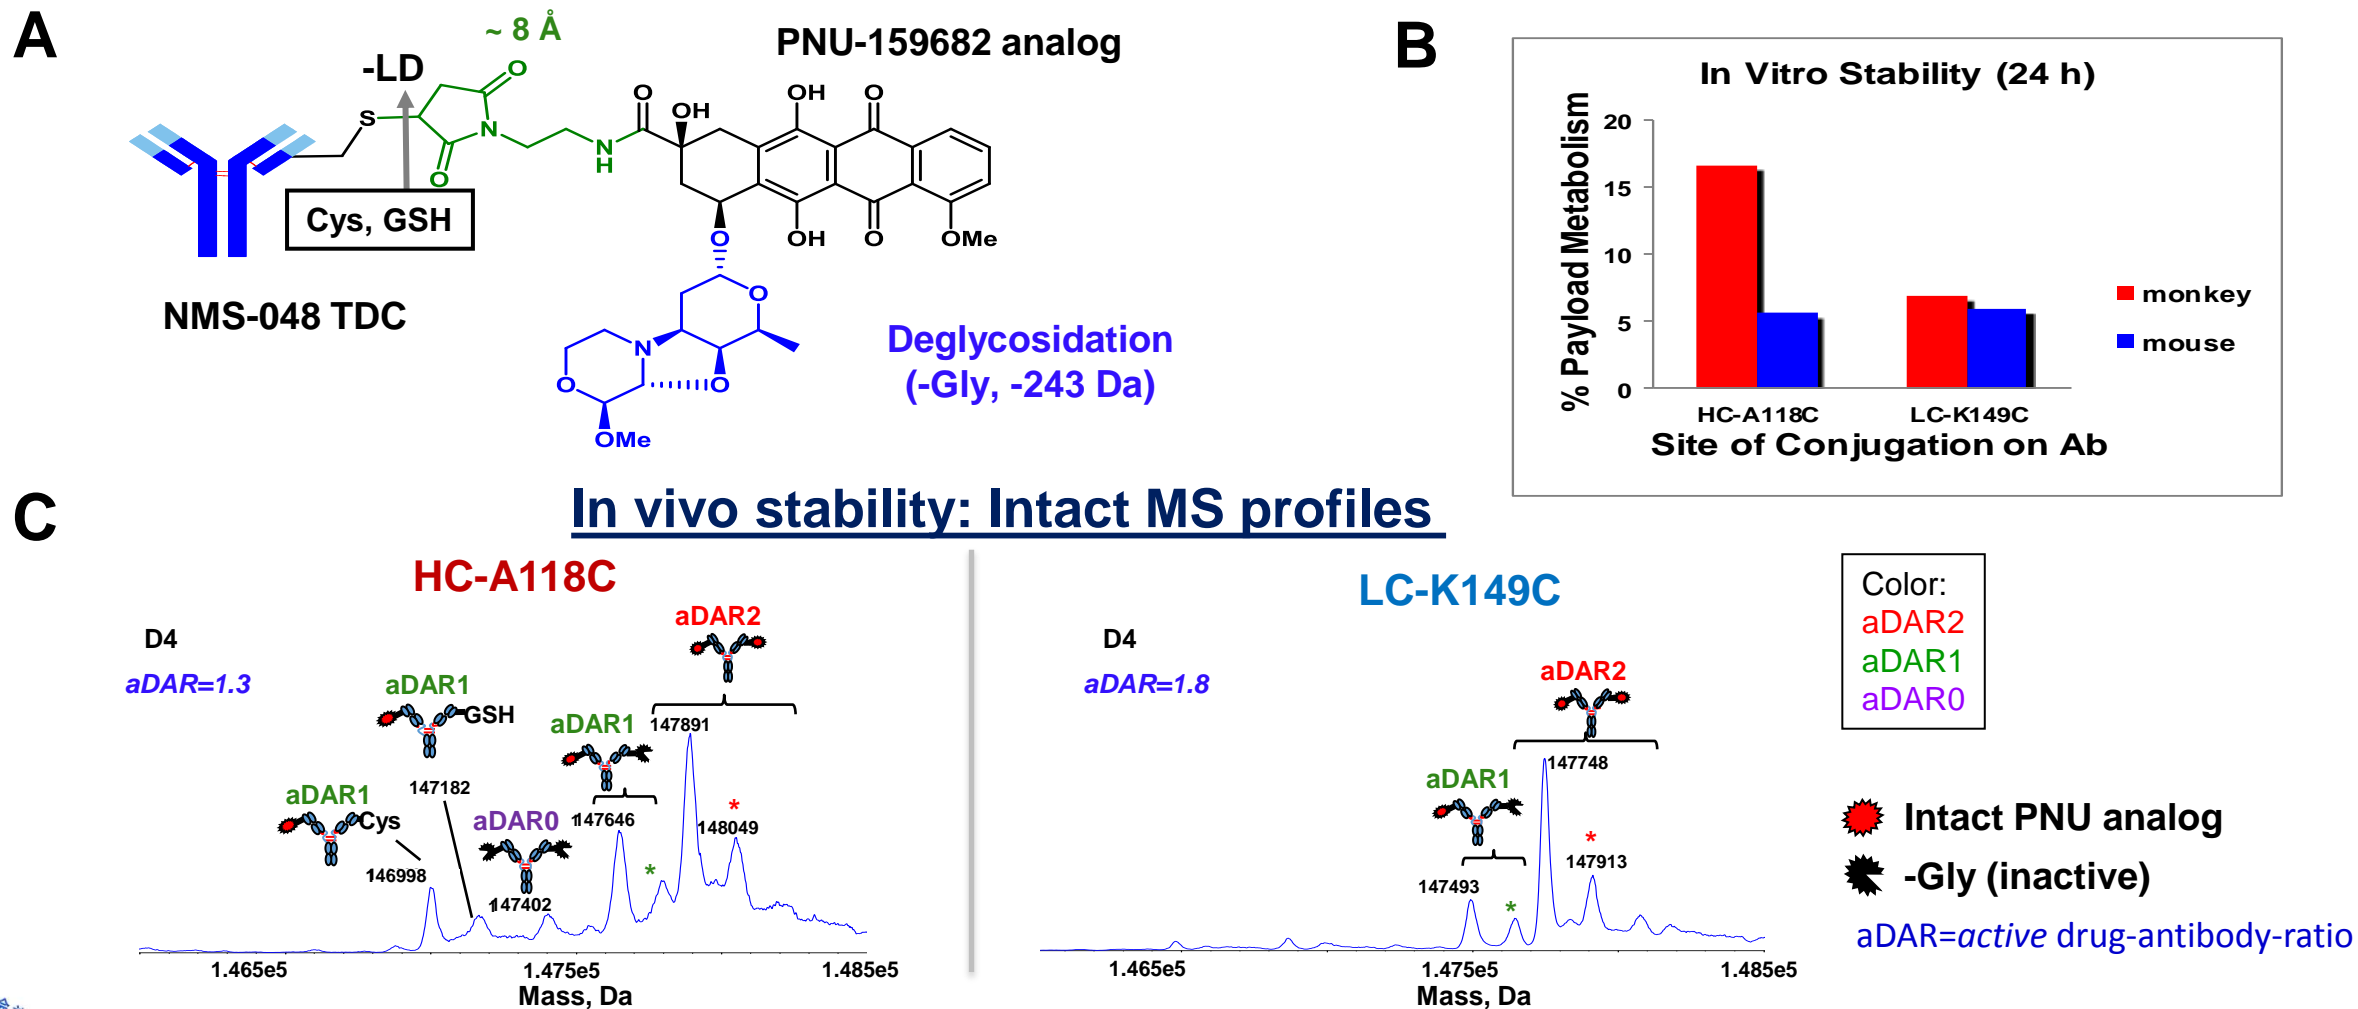 A
~ 8 Å
PNU-159682 analog
-LD
O
O
OH
OH
O
S
N
N
H
O
Cys, GSH
O
OH
O
OMe
NMS-048 TDC
O
N
O
O
OMe
Deglycosidation
(-Gly, -243 Da)
B
In Vitro Stability (24 h)
% Payload Metabolism
20
15
10
5
0
HC-A118C
LC-K149C
Site of Conjugation on Ab
monkey
mouse
C
In vivo stability: Intact MS profiles
HC-A118C
D4
aDAR=1.3
aDAR2
aDAR1
GSH
147182
aDAR1
Cys
146998
aDAR0
147402
aDAR1
147646
*
147891
*
148049
1.465e5
1.475e5
1.485e5
Mass, Da
LC-K149C
D4
aDAR=1.8
aDAR2
147748
aDAR1
147493
*
*
147913
1.465e5
1.475e5
1.485e5
Mass, Da
Color:
aDAR2
aDAR1
aDAR0
Intact PNU analog
-Gly (inactive)
aDAR=active drug-antibody-ratio